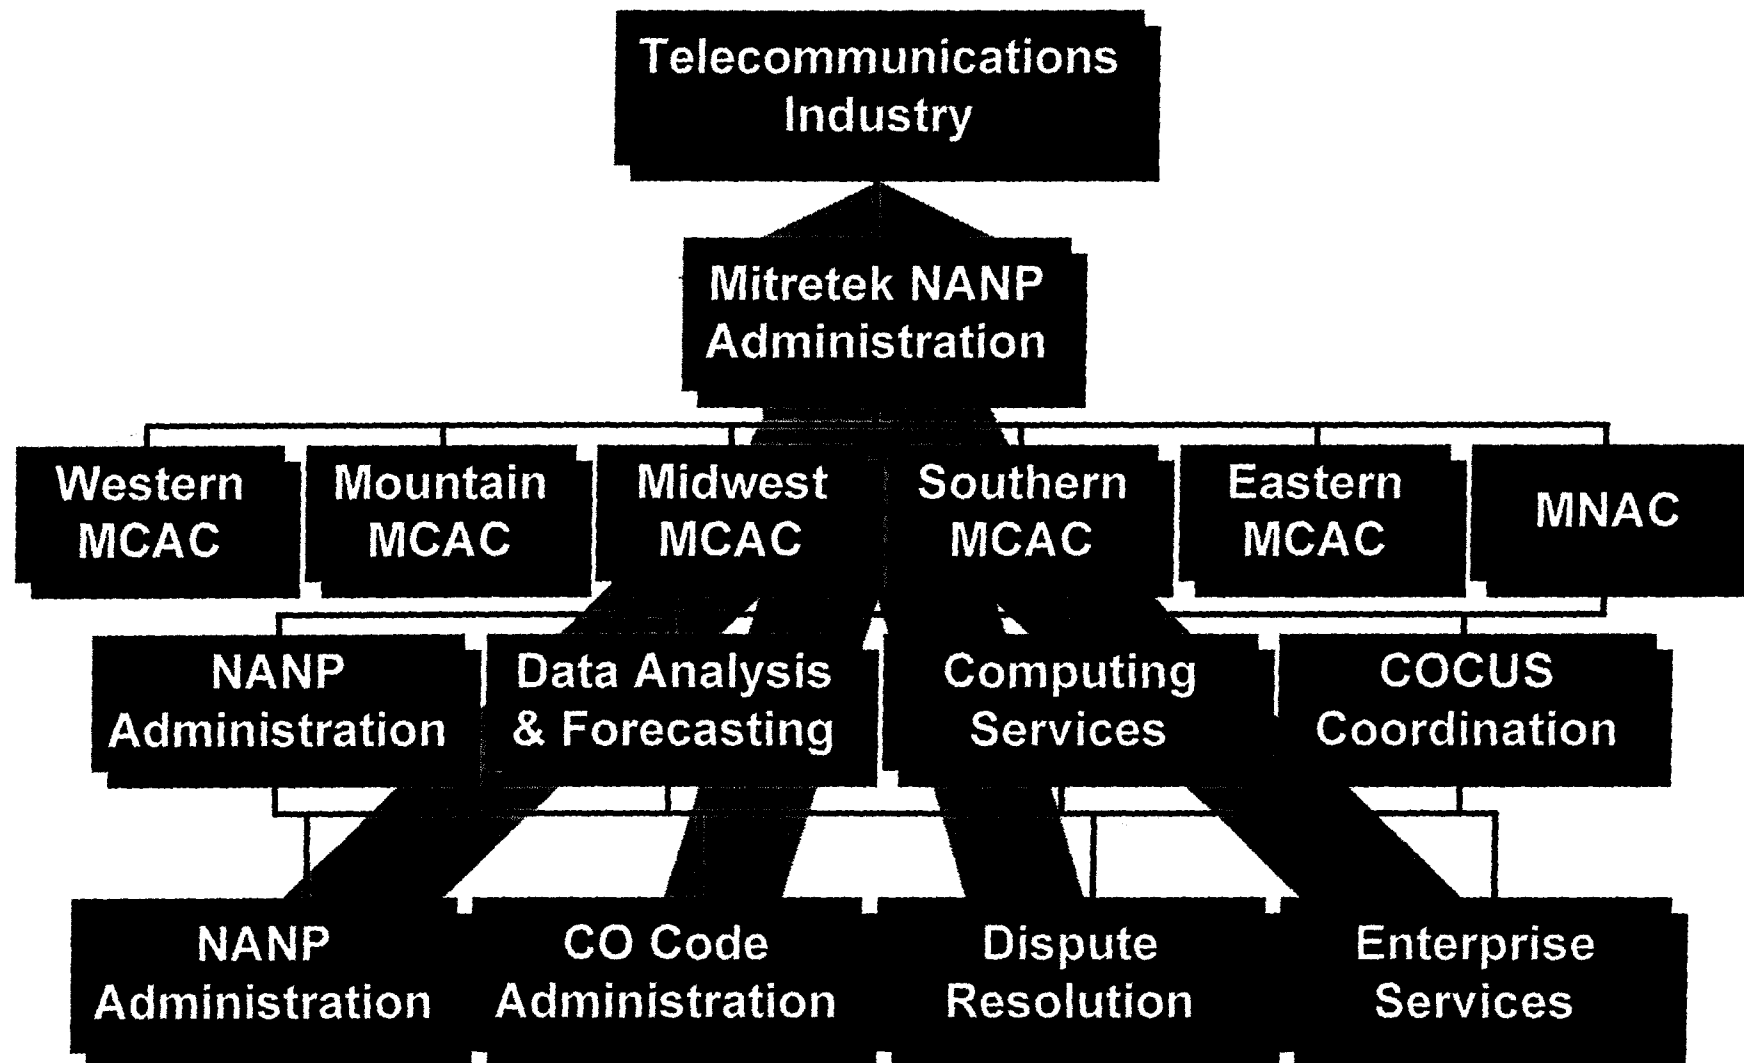 Telecommunications
Industry
Mitretek NANP
Administration
Western
MCAC
Mountain
MCAC
Midwest
MCAC
Southern
MCAC
Eastern
MCAC
MNAC
NANP
Administration
Data Analysis
& Forecasting
Computing
Services
COCUS
Coordination
NANP
Administration
CO Code
Administration
Dispute
Resolution
Enterprise
Services